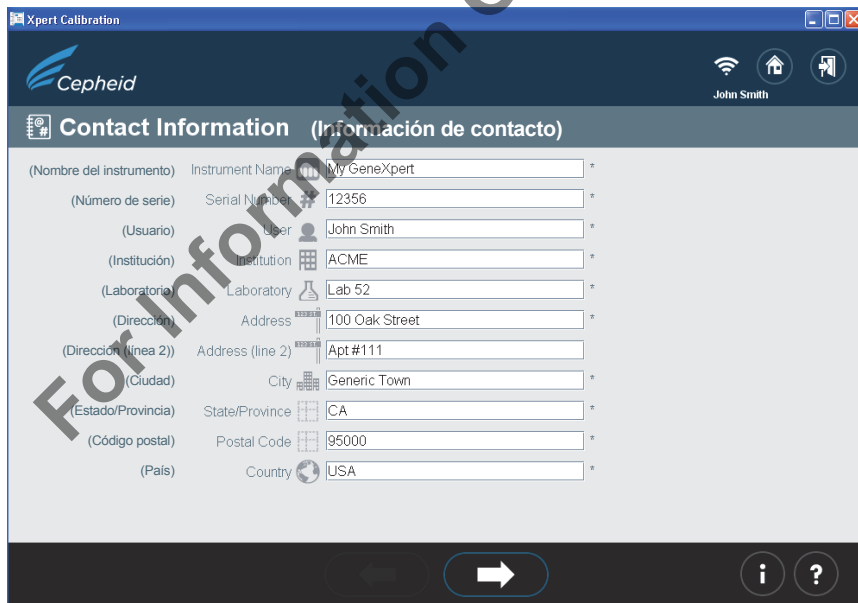 Xpert Calibration
Cepheid
John Smith
Contact Information (Información de contacto)
(Nombre del instrumento) Instrument Name My GeneXpert *
(Número de serie) Serial Number # 12356 *
(Usuario) User John Smith *
(Institución) Institution ACME *
(Laboratorio) Laboratory Lab 52 *
(Dirección) Address 100 Oak Street *
(Dirección (línea 2)) Address (line 2) Apt #111
(Ciudad) City Generic Town *
(Estado/Provincia) State/Province CA *
(Código postal) Postal Code 95000 *
(País) Country USA *
i ?
For Information